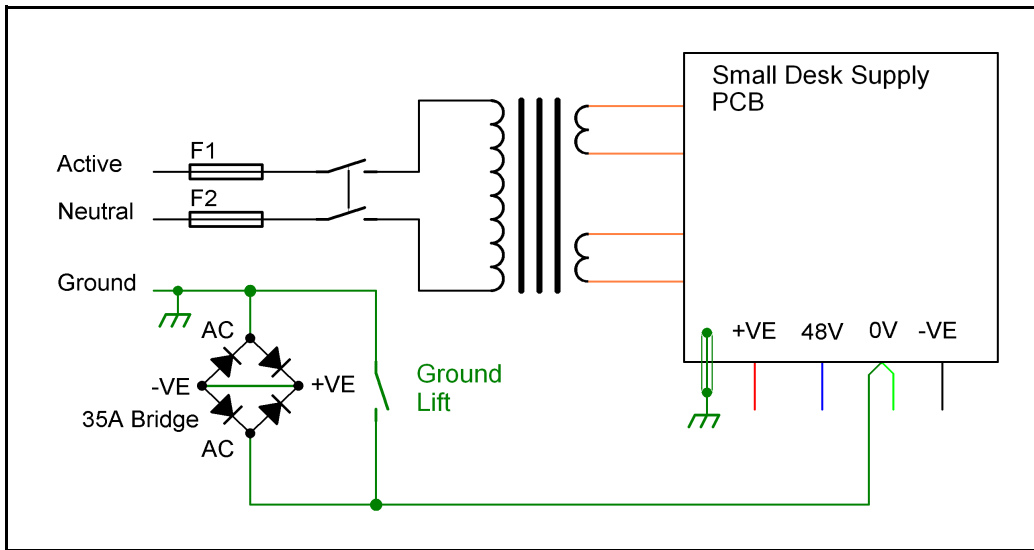 Small Desk Supply
PCB
Active
F1
Neutral
F2
Ground
AC
-VE
+VE
35A Bridge
AC
Ground
Lift
+VE
48V
0V
-VE